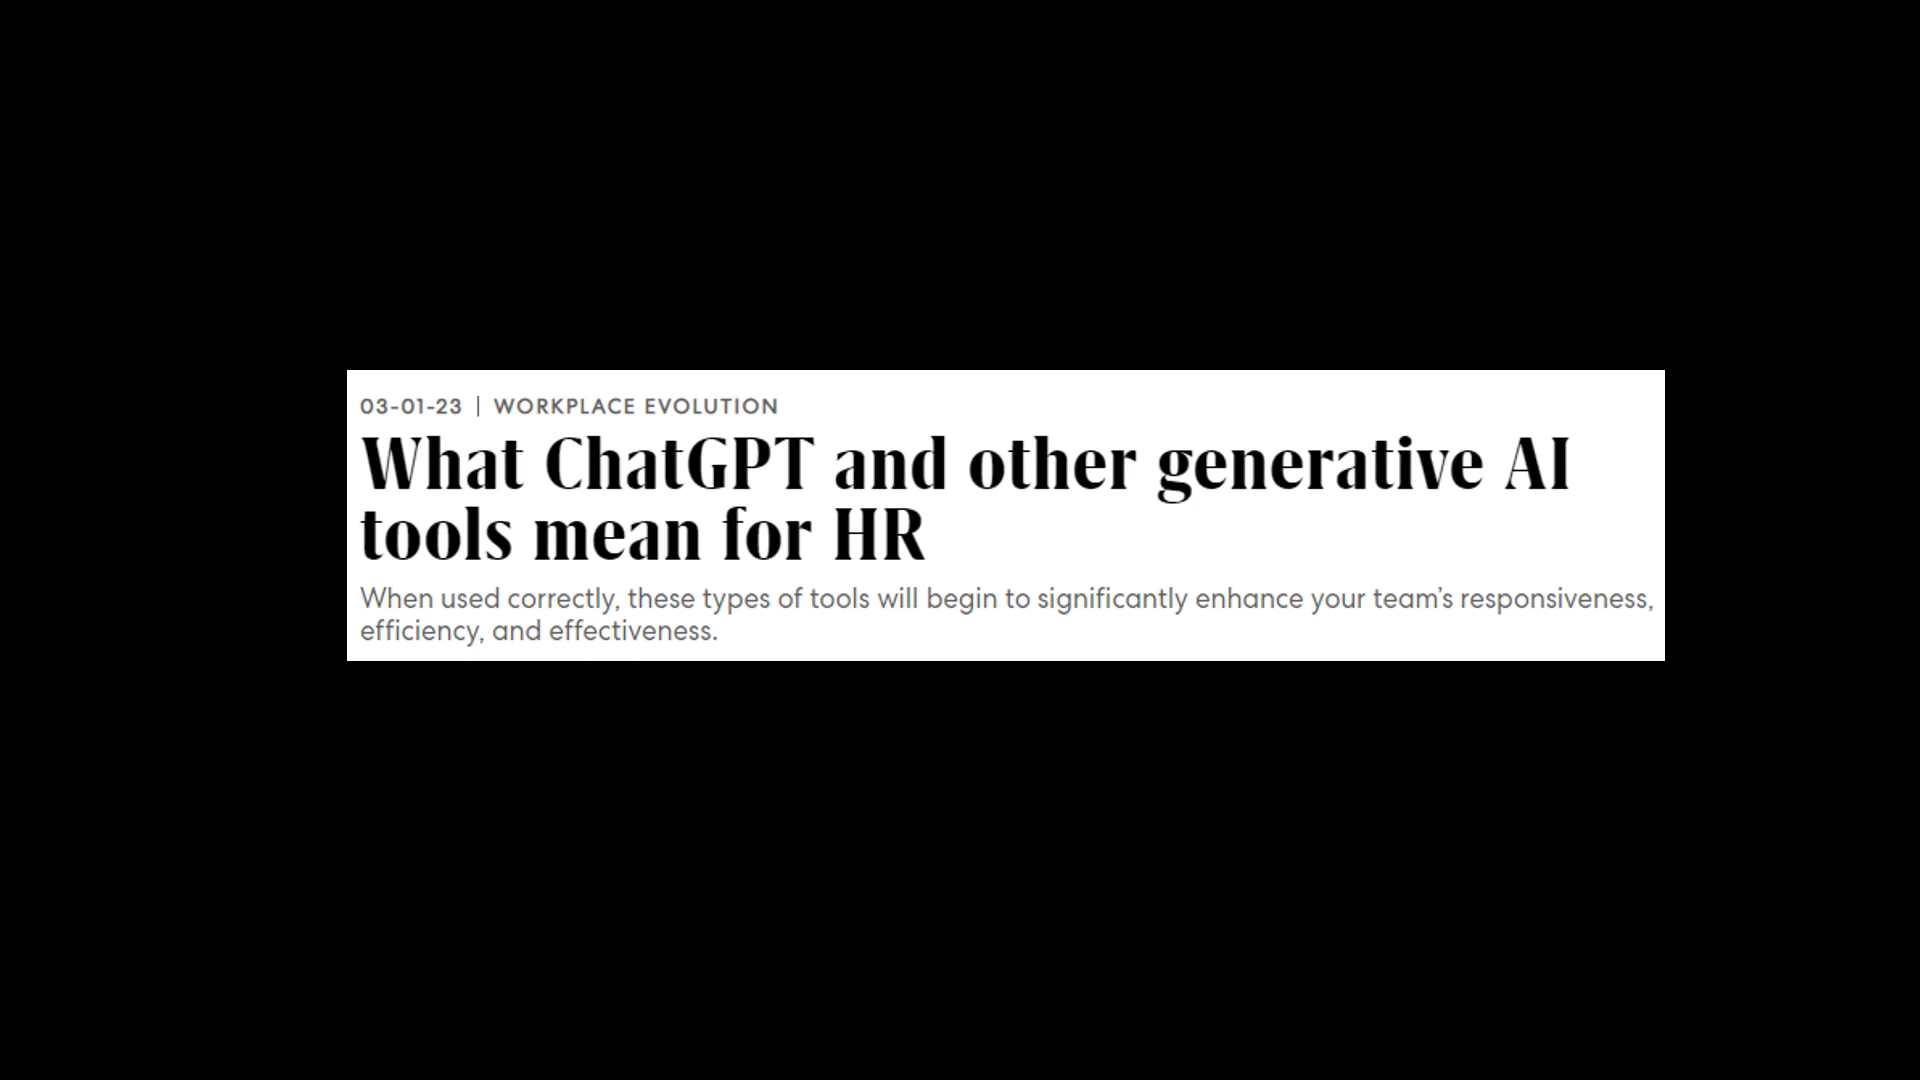 03-01-23 | WORKPLACE EVOLUTION
What ChatGPT and other generative AI
tools mean for HR
When used correctly, these types of tools will begin to significantly enhance your team’s responsiveness,
efficiency, and effectiveness.